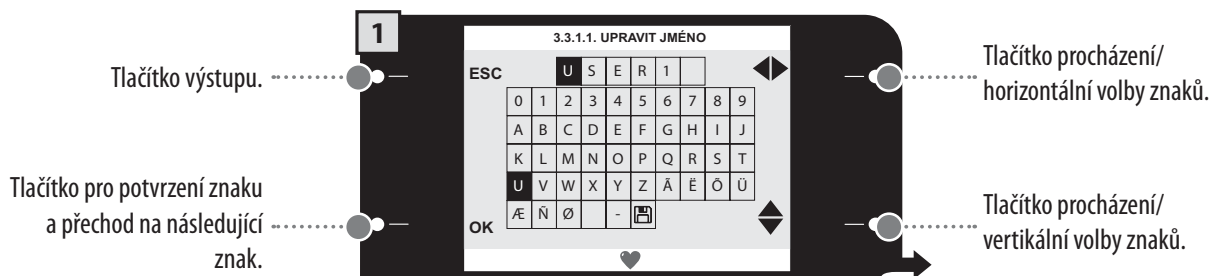 1
3.3.1.1. UPRAVIT JMÉNO
Tlačítko výstupu.
ESC
U S E R 1
0 1 2 3 4 5 6 7 8 9
A B C D E F G H I J
K L M N O P Q R S T
U V W X Y Z Ã Ë Õ Ü
Æ Ñ Ø -
OK
Tlačítko pro potvrzení znaku
a přechod na následující
znak.
Tlačítko procházení/
horizontální volby znaků.
Tlačítko procházení/
vertikální volby znaků.